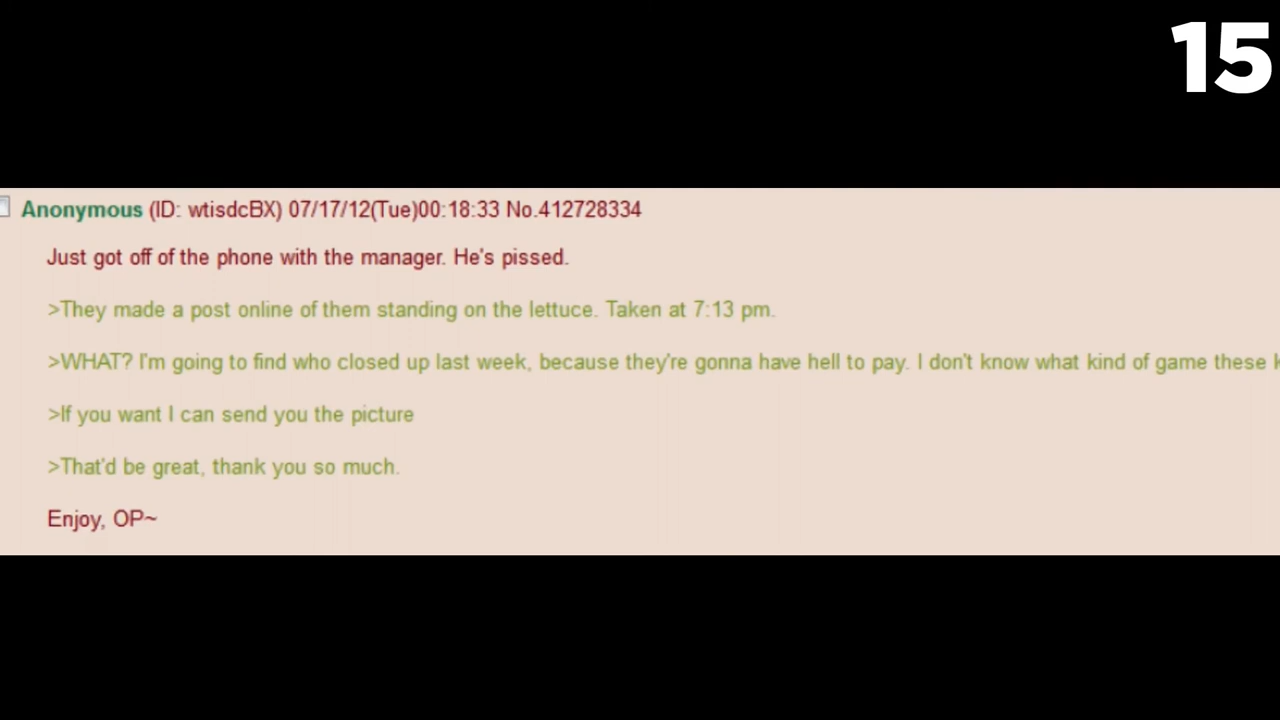 15
Anonymous (ID: wtisdcBX) 07/17/12(Tue)00:18:33 No.412728334
Just got off of the phone with the manager. He's pissed.
>They made a post online of them standing on the lettuce. Taken at 7:13 pm.
>WHAT? I'm going to find who closed up last week, because they're gonna have hell to pay. I don't know what kind of game these
>If you want I can send you the picture
>That'd be great, thank you so much.
Enjoy, OP~